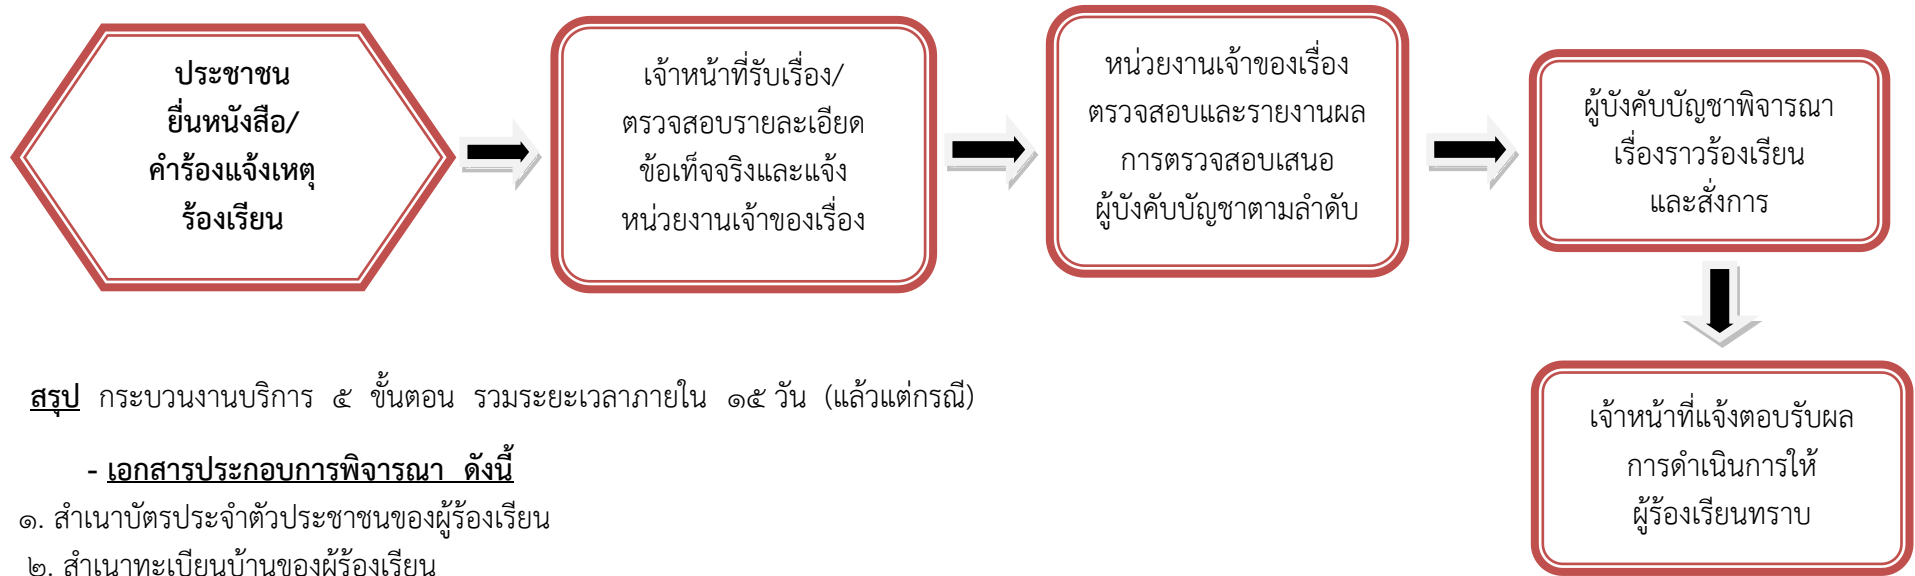 ประชาชน
ยื่นหนังสือ/
คำร้องแจ้งเหตุ
ร้องเรียน
เจ้าหน้าที่รับเรื่อง/
ตรวจสอบรายละเอียด
ข้อเท็จจริงและแจ้ง
หน่วยงานเจ้าของเรื่อง
หน่วยงานเจ้าของเรื่อง
ตรวจสอบและรายงานผล
การตรวจสอบเสนอ
ผู้บังคับบัญชาตามลำดับ
ผู้บังคับบัญชาพิจารณา
เรื่องราวร้องเรียน
และสั่งการ
เจ้าหน้าที่แจ้งตอบรับผล
การดำเนินการให้
ผู้ร้องเรียนทราบ
สรุป กระบวนงานบริการ ๕ ขั้นตอน รวมระยะเวลาภายใน ๑๕ วัน (แล้วแต่กรณี)
- เอกสารประกอบการพิจารณา ดังนี้
๑. สำเนาบัตรประจำตัวประชาชนของผู้ร้องเรียน
๒. สำเนาทะเบียนบ้านของผู้ร้องเรียน